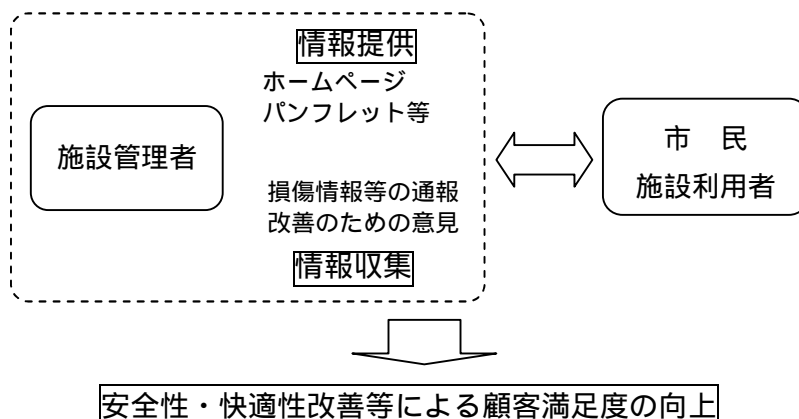 情報提供
ホームページ
パンフレット等
施設管理者
損傷情報等の通報
改善のための意見
情報収集
市　民
施設利用者
安全性・快適性改善等による顧客満足度の向上